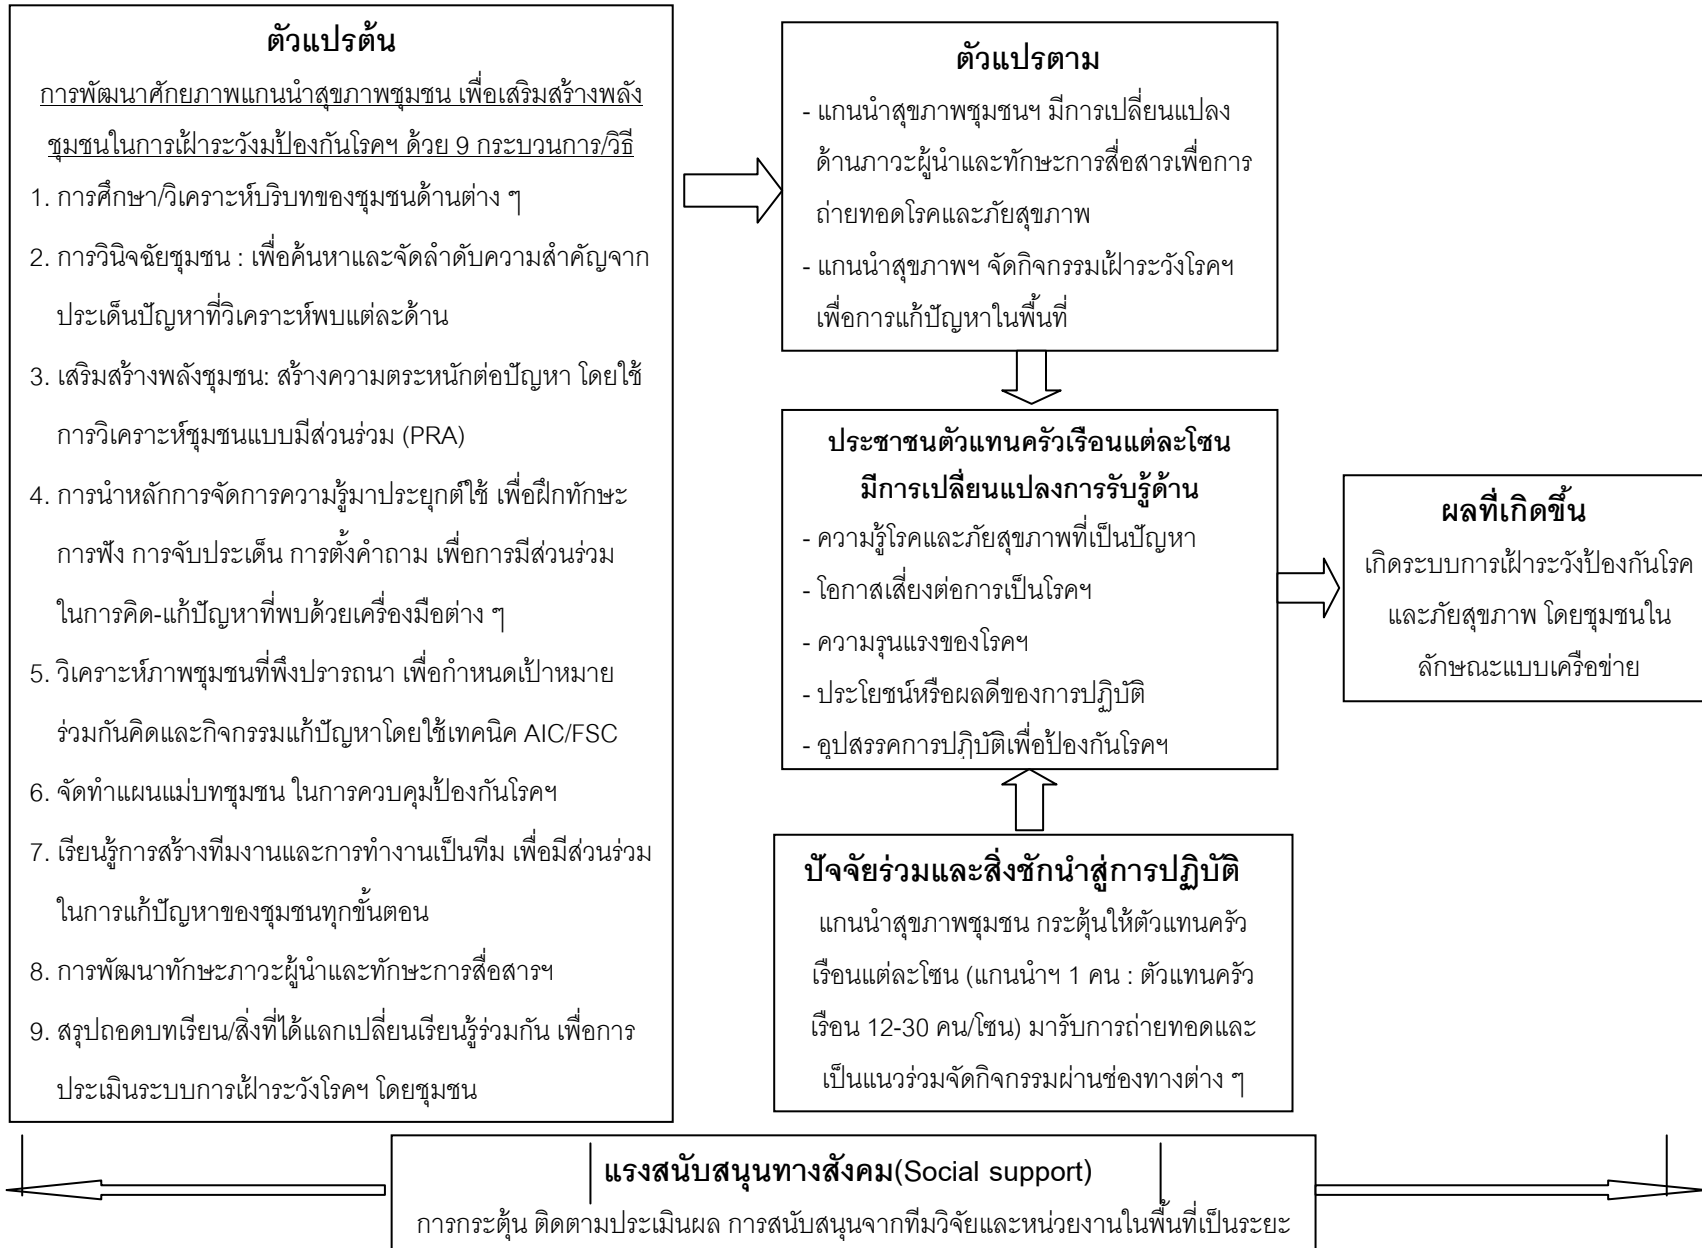 ตัวแปรต้น
การพัฒนาศักยภาพแกนนำสุขภาพชุมชน เพื่อเสริมสร้างพลัง
ชุมชนในการเฝ้าระวังมป้องกันโรคฯ ด้วย 9 กระบวนการ/วิธี
1. การศึกษา/วิเคราะห์บริบทของชุมชนด้านต่าง ๆ
2. การวินิจฉัยชุมชน : เพื่อค้นหาและจัดลำดับความสำคัญจาก
ประเด็นปัญหาที่วิเคราะห์พบแต่ละด้าน
3. เสริมสร้างพลังชุมชน: สร้างความตระหนักต่อปัญหา โดยใช้
การวิเคราะห์ชุมชนแบบมีส่วนร่วม (PRA)
4. การนำหลักการจัดการความรู้มาประยุกต์ใช้ เพื่อฝึกทักษะ
การฟัง การจับประเด็น การตั้งคำถาม เพื่อการมีส่วนร่วม
ในการคิด-แก้ปัญหาที่พบด้วยเครื่องมือต่าง ๆ
5. วิเคราะห์ภาพชุมชนที่พึงปรารถนา เพื่อกำหนดเป้าหมาย
ร่วมกันคิดและกิจกรรมแก้ปัญหาโดยใช้เทคนิค AIC/FSC
6. จัดทำแผนแม่บทชุมชน ในการควบคุมป้องกันโรคฯ
7. เรียนรู้การสร้างทีมงานและการทำงานเป็นทีม เพื่อมีส่วนร่วม
ในการแก้ปัญหาของชุมชนทุกขั้นตอน
8. การพัฒนาทักษะภาวะผู้นำและทักษะการสื่อสารฯ
9. สรุปถอดบทเรียน/สิ่งที่ได้แลกเปลี่ยนเรียนรู้ร่วมกัน เพื่อการ
ประเมินระบบการเฝ้าระวังโรคฯ โดยชุมชน
ตัวแปรตาม
- แกนนำสุขภาพชุมชนฯ มีการเปลี่ยนแปลง
ด้านภาวะผู้นำและทักษะการสื่อสารเพื่อการ
ถ่ายทอดโรคและภัยสุขภาพ
- แกนนำสุขภาพฯ จัดกิจกรรมเฝ้าระวังโรคฯ
เพื่อการแก้ปัญหาในพื้นที่
ประชาชนตัวแทนครัวเรือนแต่ละโซน
มีการเปลี่ยนแปลงการรับรู้ด้าน
- ความรู้โรคและภัยสุขภาพที่เป็นปัญหา
- โอกาสเสี่ยงต่อการเป็นโรคฯ
- ความรุนแรงของโรคฯ
- ประโยชน์หรือผลดีของการปฏิบัติ
- อุปสรรคการปฏิบัติเพื่อป้องกันโรคฯ
ปัจจัยร่วมและสิ่งชักนำสู่การปฏิบัติ
แกนนำสุขภาพชุมชน กระตุ้นให้ตัวแทนครัว
เรือนแต่ละโซน (แกนนำฯ 1 คน : ตัวแทนครัว
เรือน 12-30 คน/โซน) มารับการถ่ายทอดและ
เป็นแนวร่วมจัดกิจกรรมผ่านช่องทางต่าง ๆ
ผลที่เกิดขึ้น
เกิดระบบการเฝ้าระวังป้องกันโรค
และภัยสุขภาพ โดยชุมชนใน
ลักษณะแบบเครือข่าย
แรงสนับสนุนทางสังคม(Social support)
การกระตุ้น ติดตามประเมินผล การสนับสนุนจากทีมวิจัยและหน่วยงานในพื้นที่เป็นระยะ